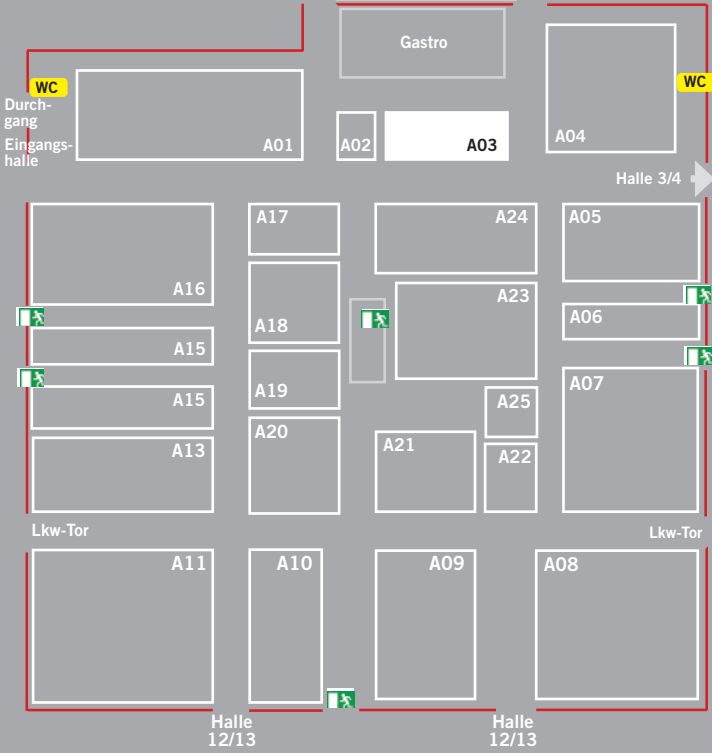 Gastro
WC
WC
Durch-
gang
Eingangs-
halle
A01
A02
A03
A04
Halle 3/4
A17
A24
A05
A16
A23
A06
A18
A15
A07
A19
A15
A25
A20
A13
A21
A22
Lkw-Tor
Lkw-Tor
A11
A10
A09
A08
Halle
12/13
Halle
12/13